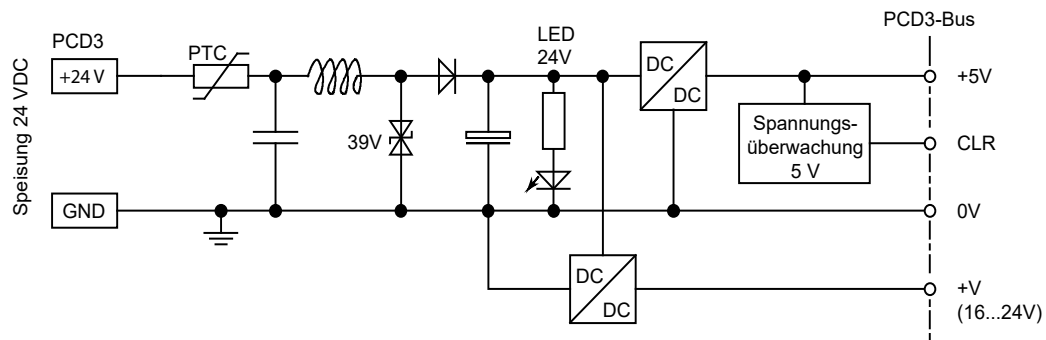 PCD3-Bus
PCD3
PTC
LED
24V
Speisung 24 VDC
+24 V
DC
DC
+5V
39V
Spannungs-
überwachung
5 V
CLR
GND
0V
DC
DC
+V
(16...24V)